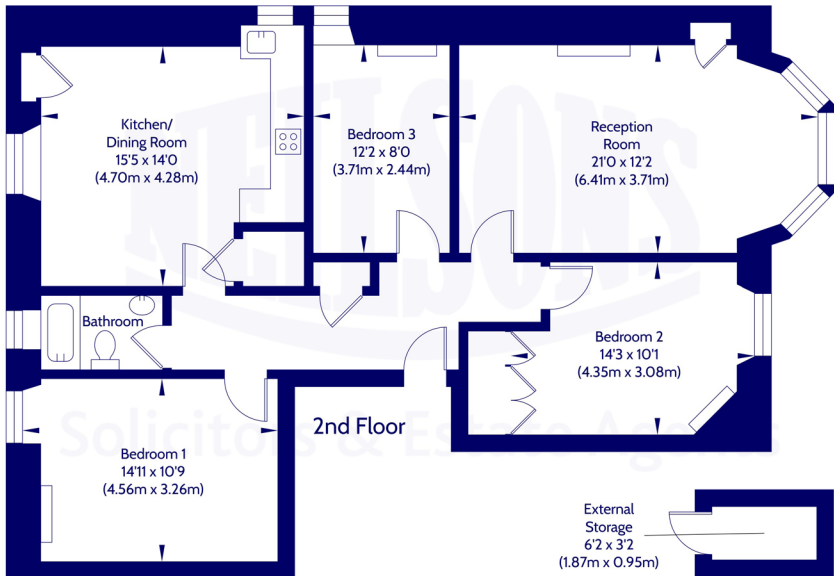 Kitchen/
Dining Room
15'5 x 14'0
(4.70m x 4.28m)
Bedroom 3
12'2 x 8'0
(3.71m x 2.44m)
Reception
Room
21'0 x 12'2
(6.41m x 3.71m)
NEILSONS
Bathroom
Bedroom 2
14'3 x 10'1
(4.35m x 3.08m)
2nd Floor
Solicitors & Estate Agents
Bedroom 1
14'11 x 10'9
(4.56m x 3.26m)
External
Storage
6'2 x 3'2
(1.87m x 0.95m)